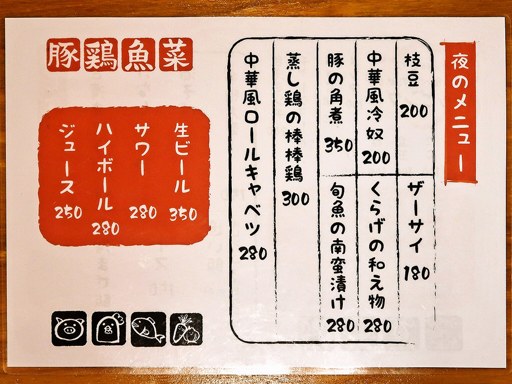 夜のメニュー
枝豆 200
ザーサイ 180
中華風冷奴 200
くらげの和え物 280
豚の角煮 350
旬魚の南蛮漬け 280
蒸し鶏の棒棒鶏 300
中華風ロールキャベツ 280
豚鶏魚菜
生ビール 350
サワー 280
ハイボール 280
ジュース 250